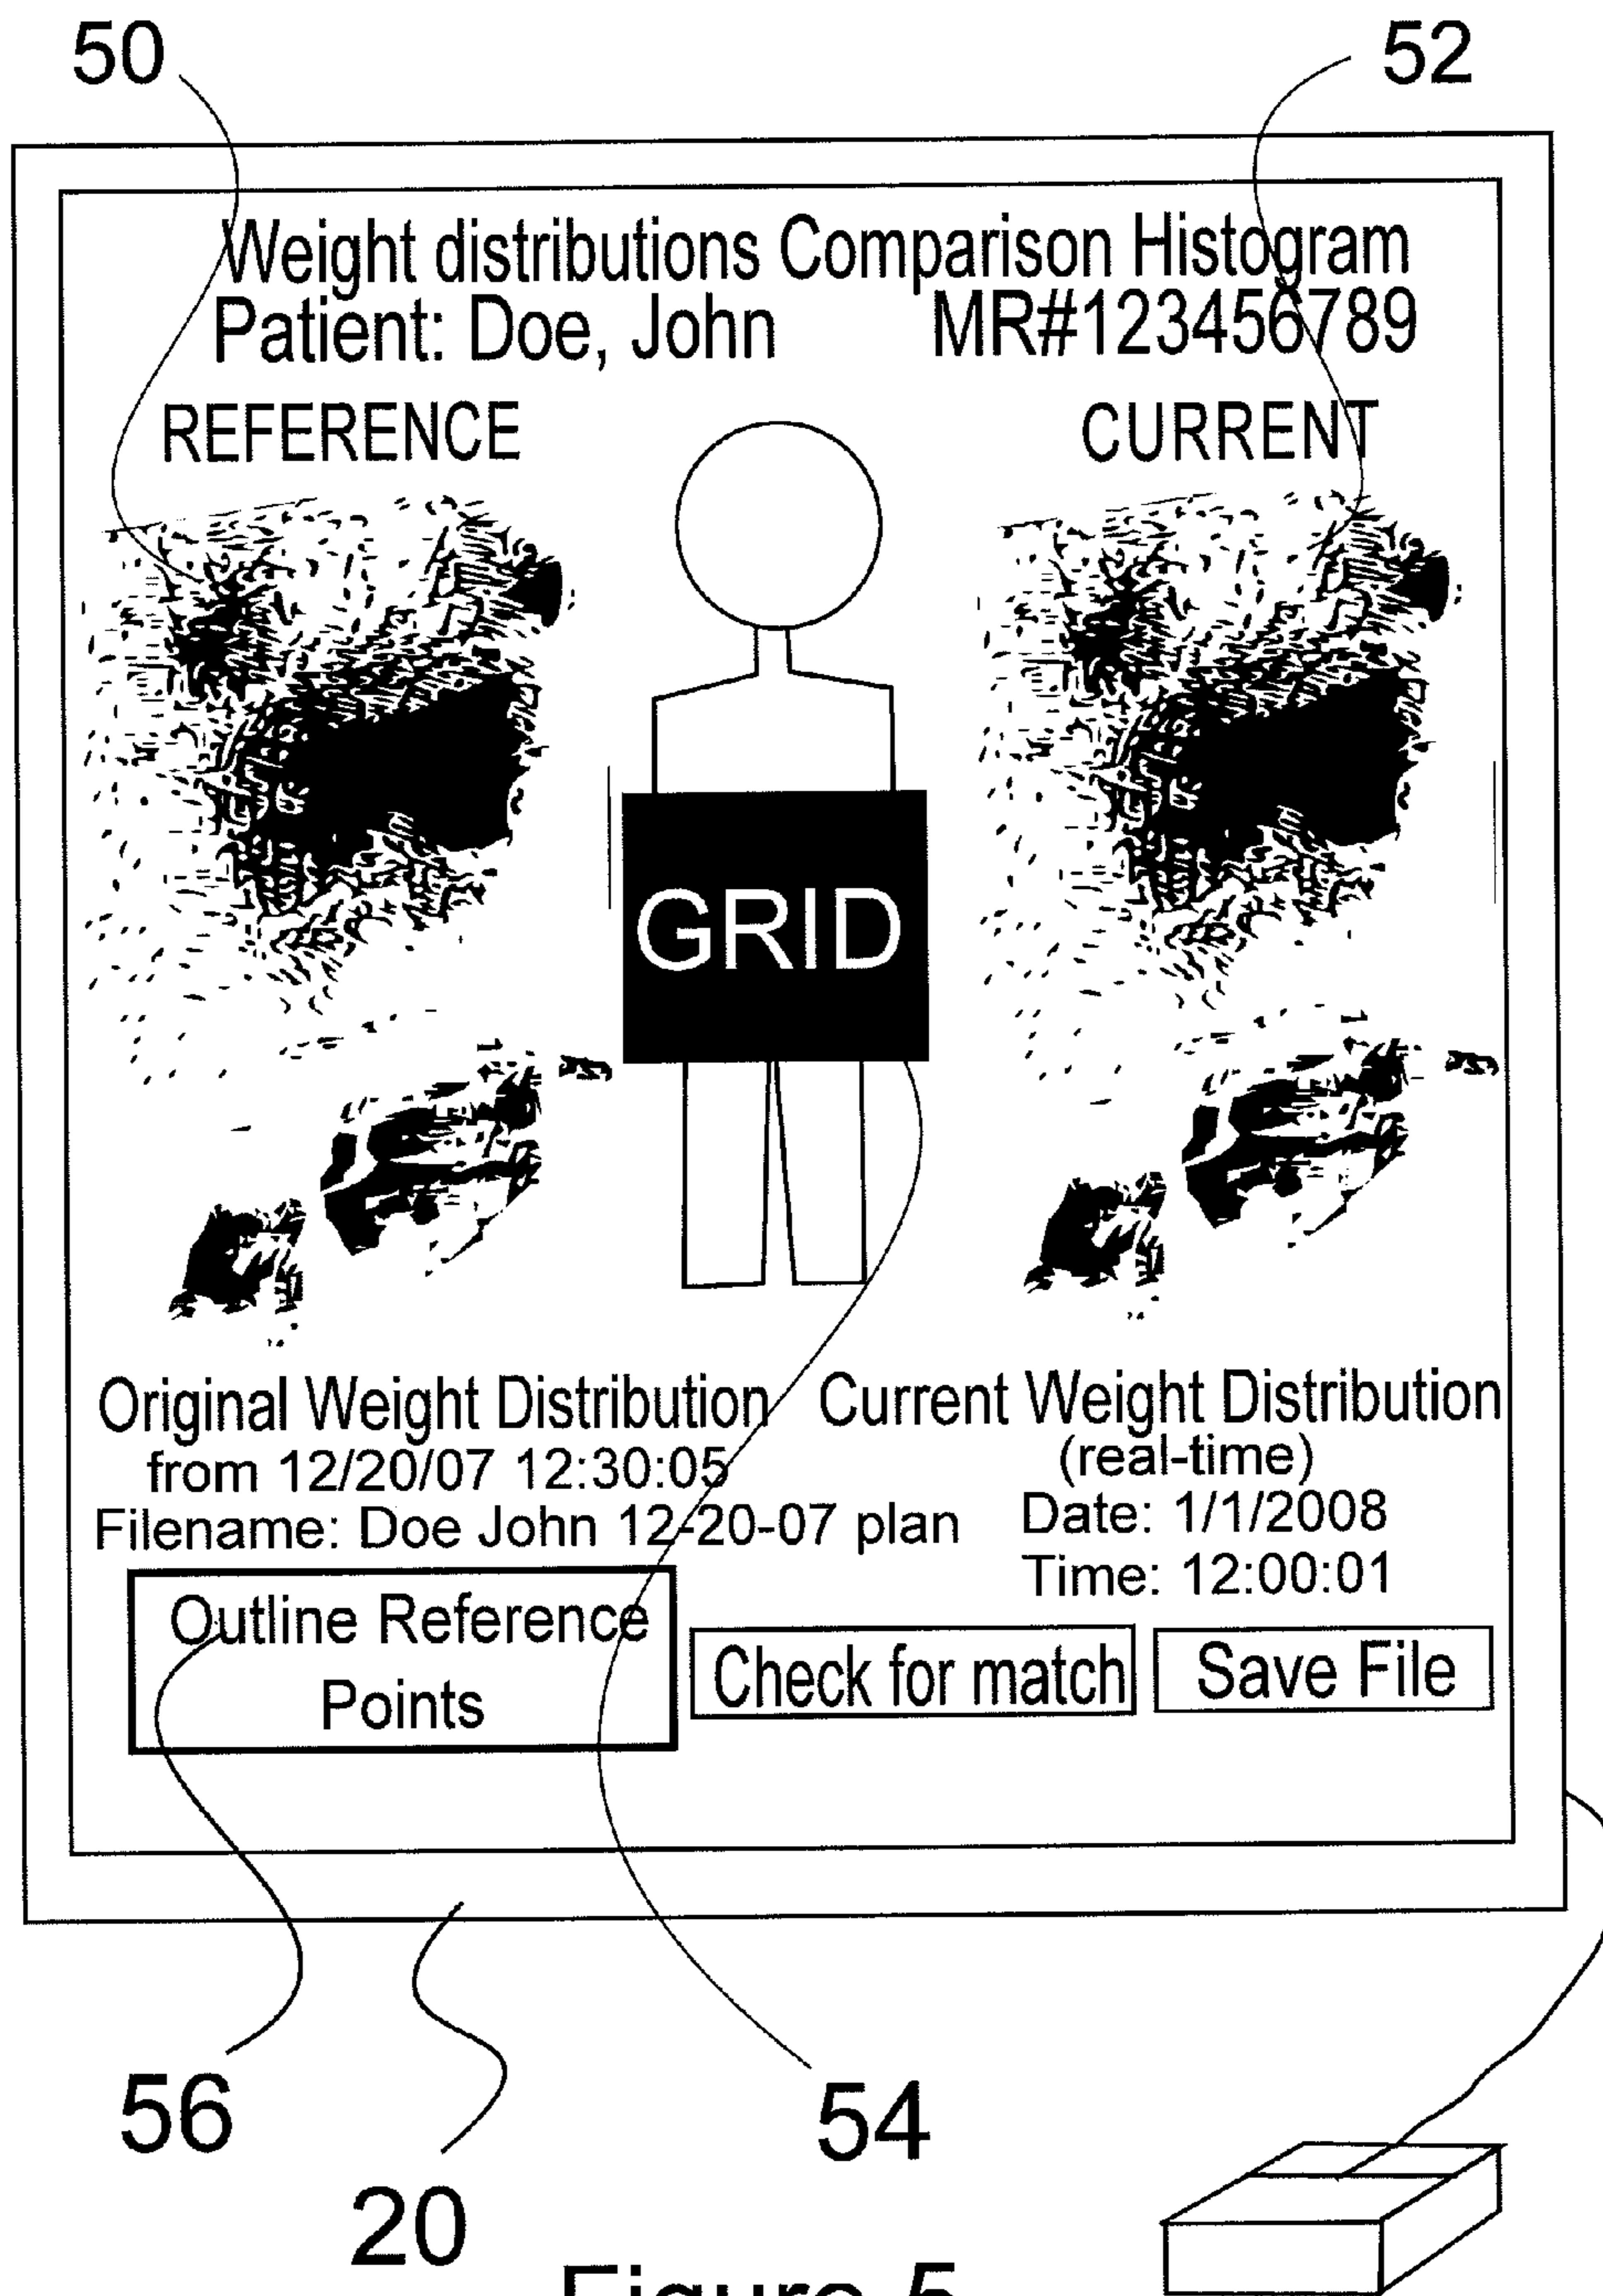 50
52
Weight distributions Comparison Histogram
Patient: Doe, John MR#123456789
REFERENCE
CURRENT
GRID
Original Weight Distribution
from 12/20/07 12:30:05
Filename: Doe John 12-20-07 plan
Current Weight Distribution
(real-time)
Date: 1/1/2008
Time: 12:00:01
Outline Reference
Points
Check for match
Save File
56
54
20
Figure 5